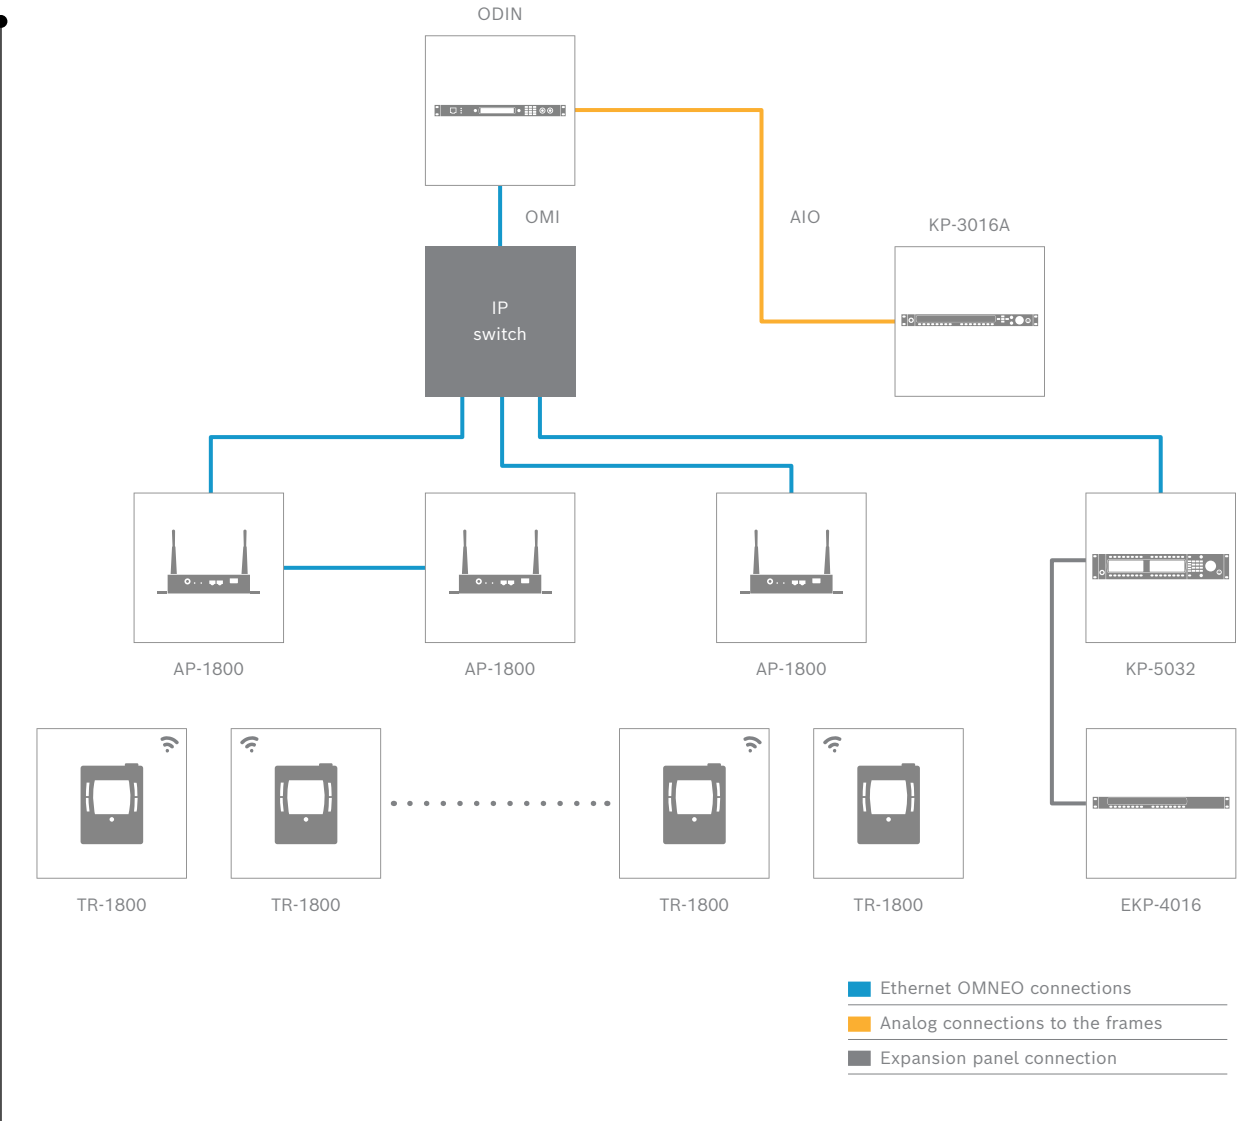 ODIN
OMI
AIO
KP-3016A
IP
switch
AP-1800
AP-1800
AP-1800
KP-5032
TR-1800
TR-1800
TR-1800
TR-1800
EKP-4016
Ethernet OMNEO connections
Analog connections to the frames
Expansion panel connection